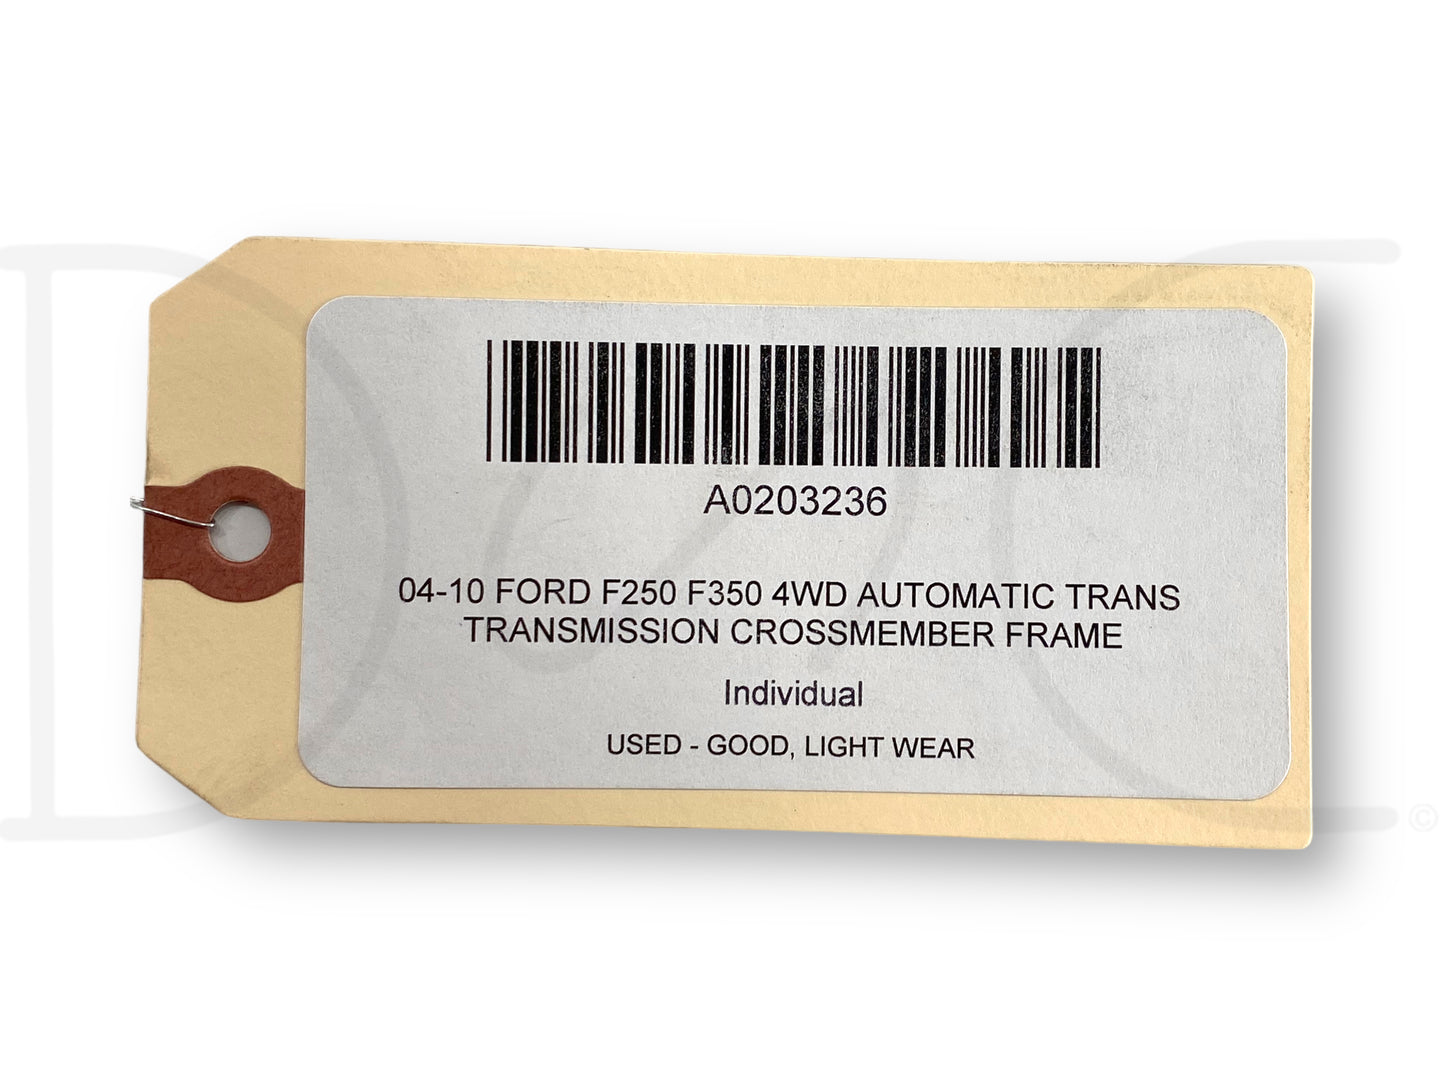 A0203236
04-10 FORD F250 F350 4WD AUTOMATIC TRANS
TRANSMISSION CROSSMEMBER FRAME
Individual
USED - GOOD, LIGHT WEAR
©